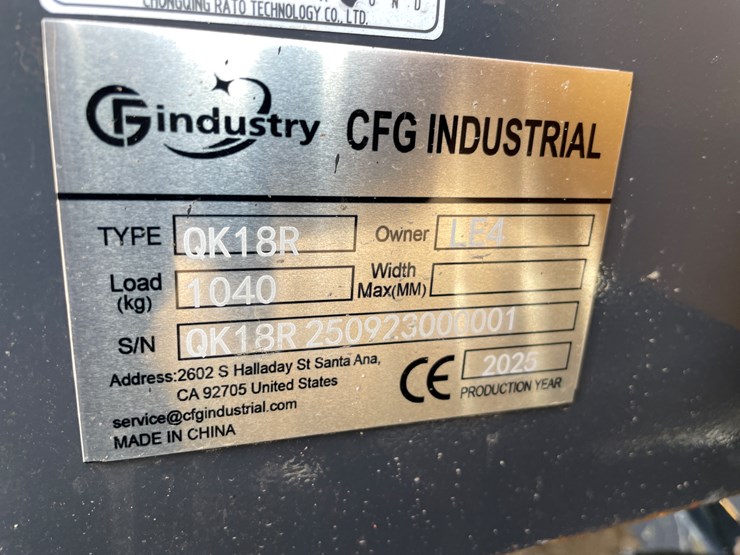 CHONGQING RATO TECHNOLOGY CO., LTD.
CFG industry CFG INDUSTRIAL
TYPE QK18R Owner LE4
Load (kg) 1040 Width Max(MM)
S/N QK18R 250923000001
Address:2602 S Halladay St Santa Ana,
CA 92705 United States
service@cfgindustrial.com
MADE IN CHINA
CE 2025
PRODUCTION YEAR